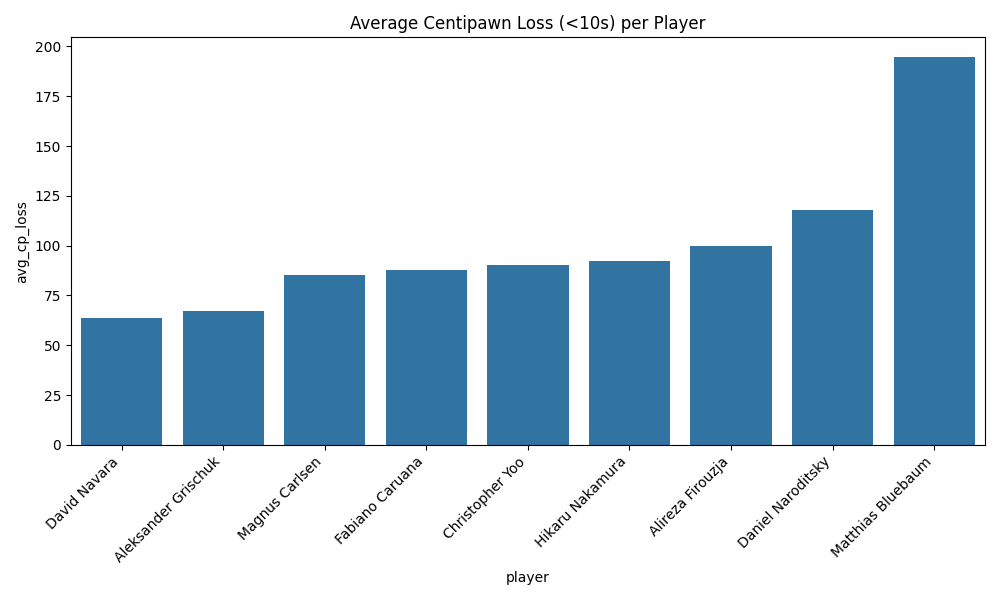 Average Centipawn Loss (<10s) per Player
avg_cp_loss
200
175
150
125
100
75
50
25
0
David Navara
Aleksander Grischuk
Magnus Carlsen
Fabiano Caruana
Christopher Yoo
Hikaru Nakamura
Alireza Firouzja
Daniel Naroditsky
Matthias Bluebaum
player